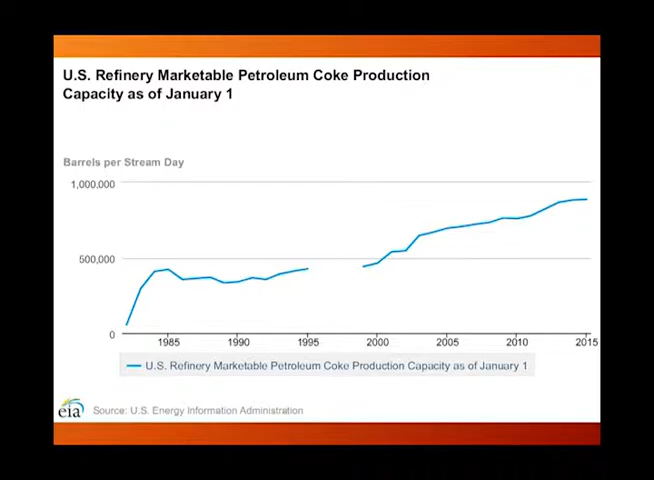 U.S. Refinery Marketable Petroleum Coke Production
Capacity as of January 1
Barrels per Stream Day
1,000,000
500,000
0
1985 1990 1995 2000 2005 2010 2015
U.S. Refinery Marketable Petroleum Coke Production Capacity as of January 1
eia Source: U.S. Energy Information Administration